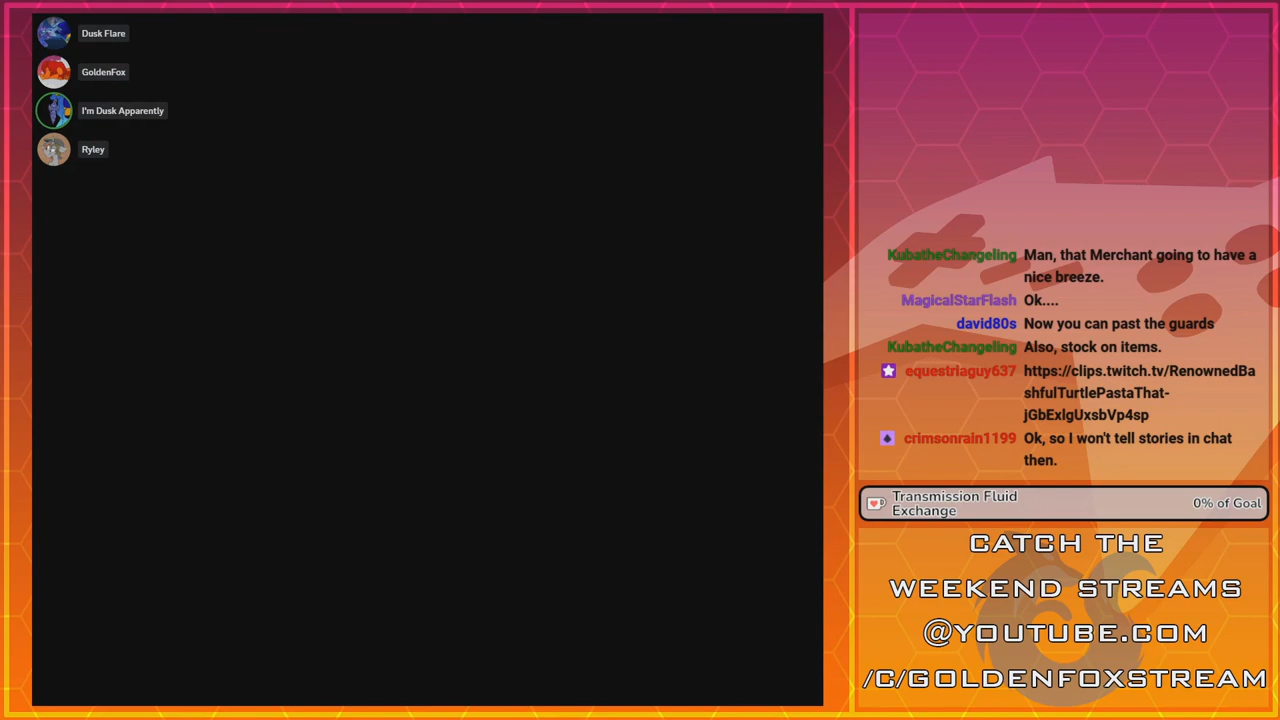 Dusk Flare
GoldenFox
I'm Dusk Apparently
Ryley
KubatheChangeling Man, that Merchant going to have a
nice breeze.
MagicalStarFlash Ok....
david80s Now you can past the guards
KubatheChangeling Also, stock on items.
equestriaguy637 https://clips.twitch.tv/RenownedBa
shfulTurtlePastaThat-
jGbExlgUxsbVp4sp
crimsonrain1199 Ok, so I won't tell stories in chat
then.
Transmission Fluid
Exchange
0% of Goal
CATCH THE
WEEKEND STREAMS
@YOUTUBE.COM
/C/GOLDENFOXSTREAM